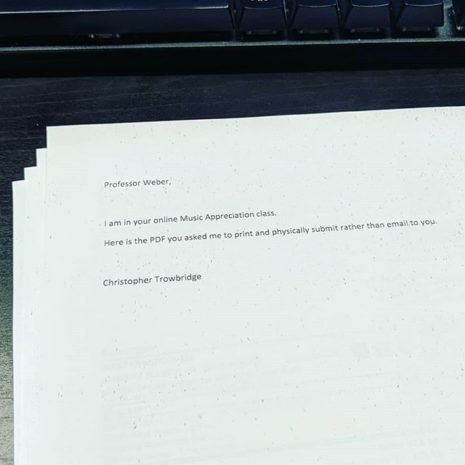 Professor Weber,
I am in your online Music Appreciation class.
Here is the PDF you asked me to print and physically submit rather than email to you.
Christopher Trowbridge